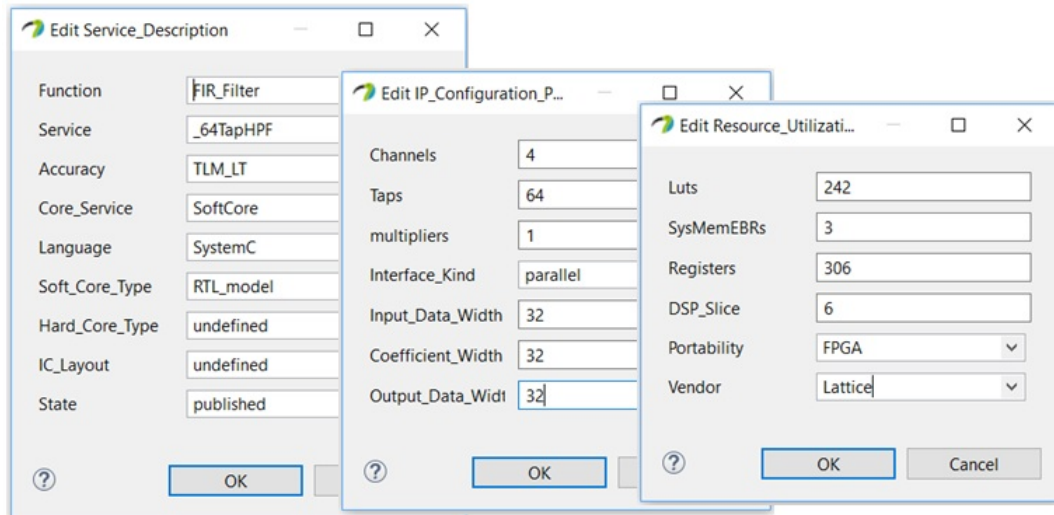 Edit Service_Description
Function FIR_Filter
Service _64TapHPF
Accuracy TLM_LT
Core_Service SoftCore
Language SystemC
Soft_Core_Type RTL_model
Hard_Core_Type undefined
IC_Layout undefined
State published
OK
Edit IP_Configuration_P...
Channels 4
Taps 64
multipliers 1
Interface_Kind parallel
Input_Data_Width 32
Coefficient_Width 32
Output_Data_Widt 32
OK
Edit Resource_Utilizati...
Luts 242
SysMemEBRs 3
Registers 306
DSP_Slice 6
Portability FPGA
Vendor Lattice
OK Cancel